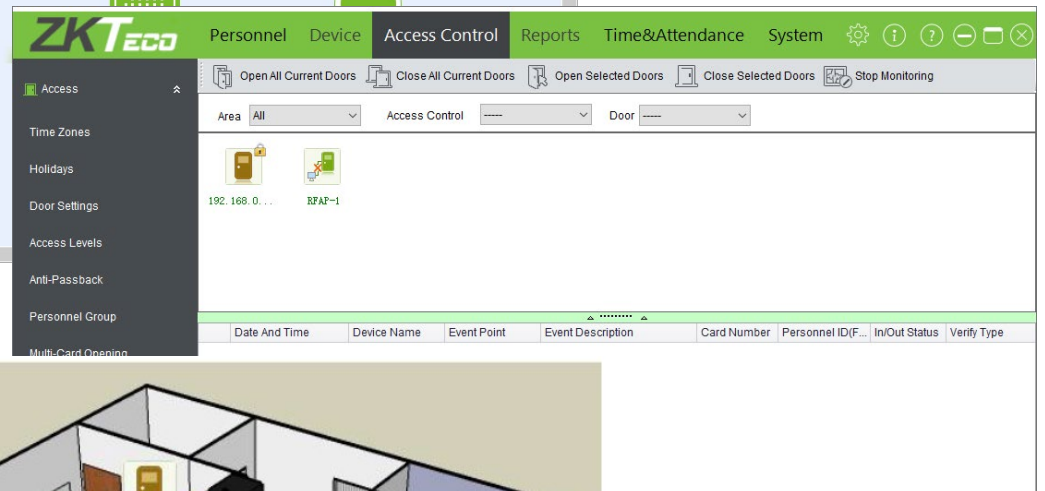 ZKTECO Personnel Device Access Control Reports Time&Attendance System
Access
Open All Current Doors Close All Current Doors Open Selected Doors Close Selected Doors Stop Monitoring
Area All Access Control ----- Door -----
Time Zones
Holidays
Door Settings
Access Levels
Anti-Passback
Personnel Group
Multi-Card Opening
192.168.0... RFAP-1
Date And Time Device Name Event Point Event Description Card Number Personnel ID(F... In/Out Status Verify Type